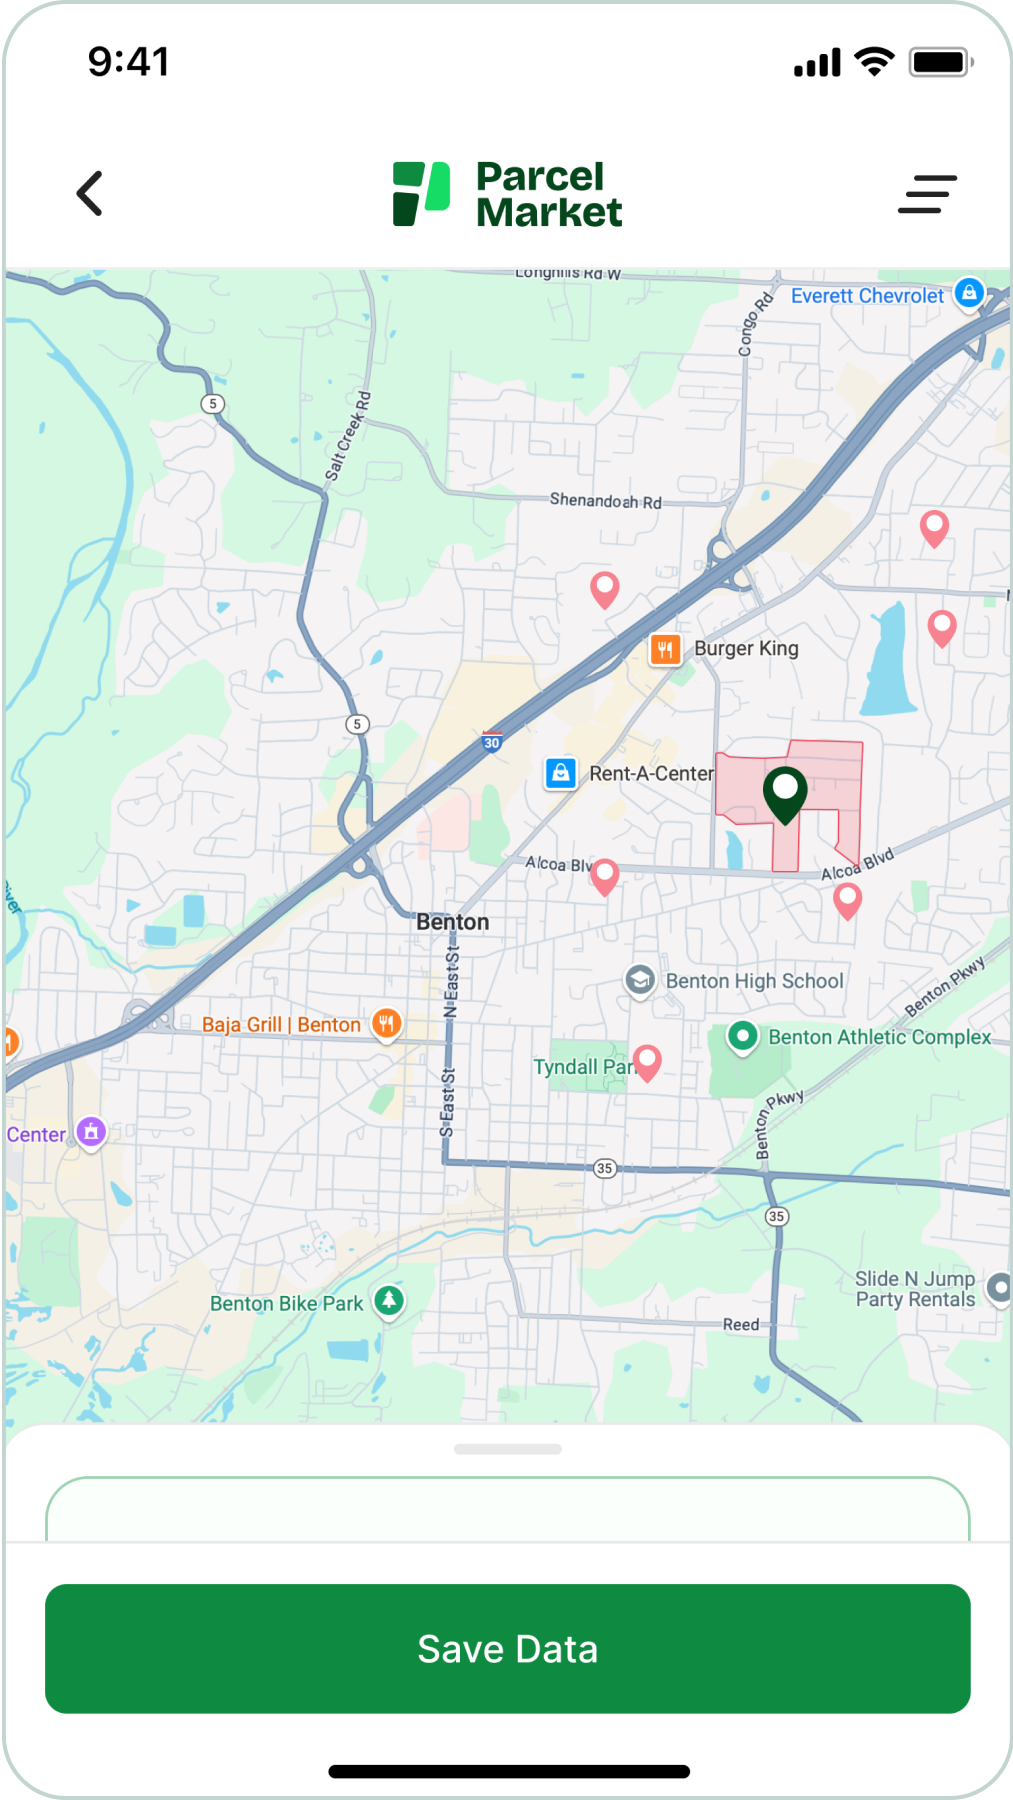 9:41
Parcel
Market
Longhills Rd W
Everett Chevrolet
Congo Rd
5
Salt Creek Rd
Shenandoah Rd
Burger King
5
30
Rent-A-Center
Alcoa Blv
Alcoa Blvd
River
Benton
N East St
Benton High School
Benton Pkwy
Baja Grill | Benton
Benton Athletic Complex
Tyndall Par
S East St
Benton Pkwy
Center
35
35
Slide N Jump
Party Rentals
Benton Bike Park
Reed
Save Data